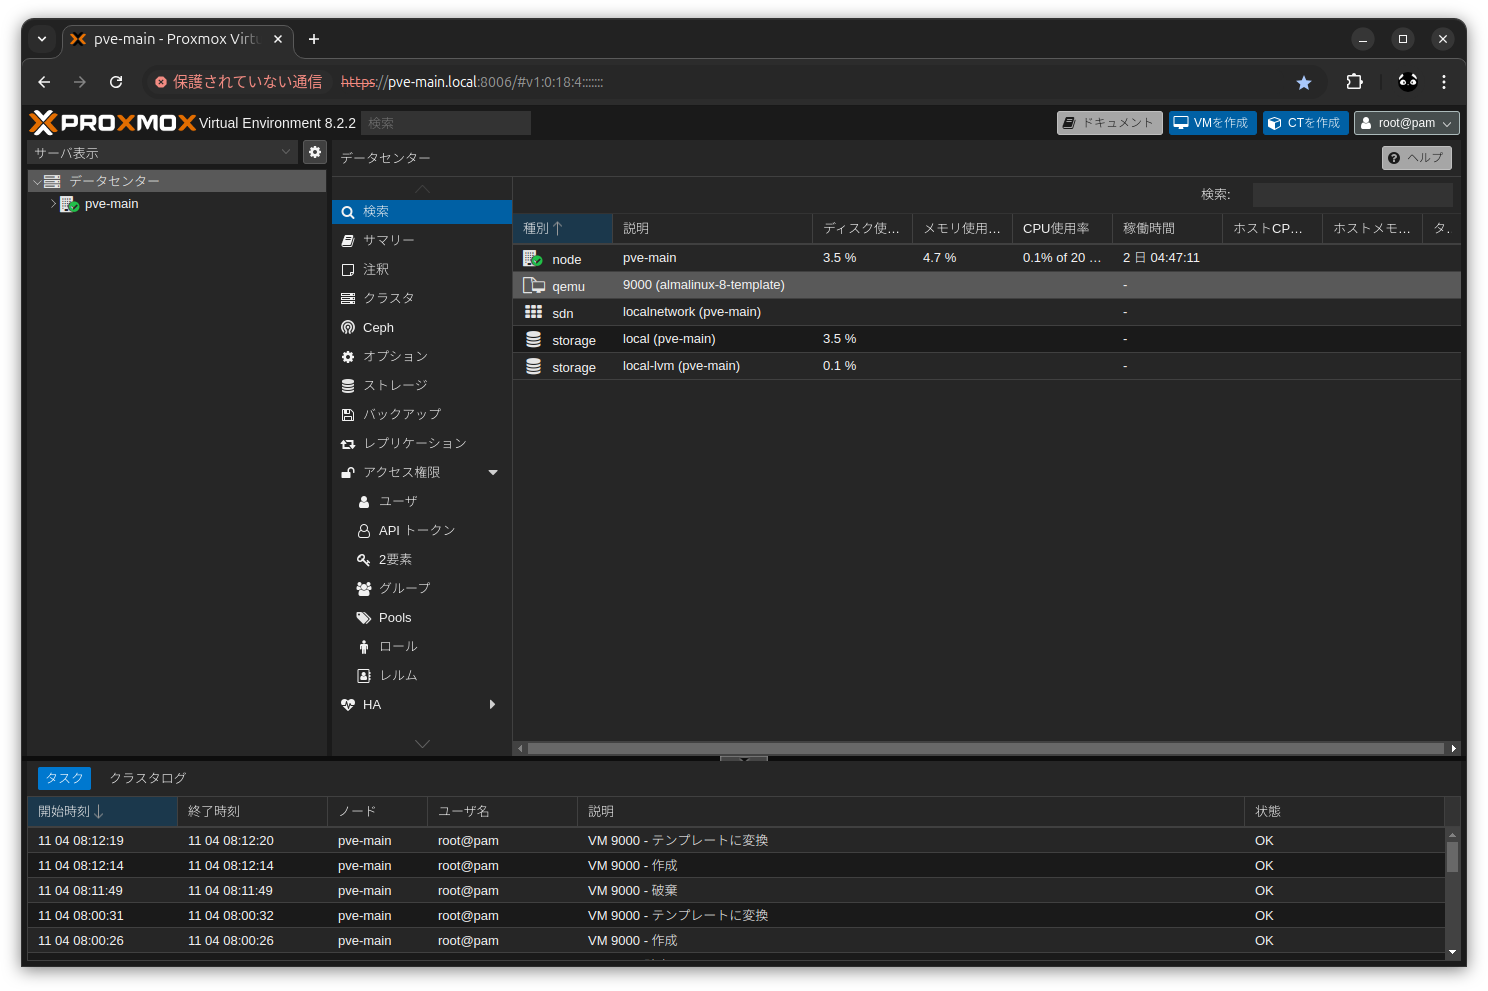 pve-main - Proxmox Virtu
保護されていない通信 https://pve-main.local:8006/#v1:0:18:4:::::::
PROXMOX Virtual Environment 8.2.2 検索 ドキュメント VMを作成 CTを作成 root@pam
サーバ表示
データセンター
pve-main
データセンター ヘルプ
検索
サマリー
注釈
クラスタ
Ceph
オプション
ストレージ
バックアップ
レプリケーション
アクセス権限
ユーザ
API トークン
2要素
グループ
Pools
ロール
レルム
HA
検索:
種別 説明 ディスク使... メモリ使用... CPU使用率 稼働時間 ホストCP... ホストメモ... タ.
node pve-main 3.5 % 4.7 % 0.1% of 20 ... 2 日 04:47:11
qemu 9000 (almalinux-8-template) -
sdn localnetwork (pve-main) -
storage local (pve-main) 3.5 % -
storage local-lvm (pve-main) 0.1 % -
タスク クラスタログ
開始時刻 終了時刻 ノード ユーザ名 説明 状態
11 04 08:12:19 11 04 08:12:20 pve-main root@pam VM 9000 - テンプレートに変換 OK
11 04 08:12:14 11 04 08:12:14 pve-main root@pam VM 9000 - 作成 OK
11 04 08:11:49 11 04 08:11:49 pve-main root@pam VM 9000 - 破棄 OK
11 04 08:00:31 11 04 08:00:32 pve-main root@pam VM 9000 - テンプレートに変換 OK
11 04 08:00:26 11 04 08:00:26 pve-main root@pam VM 9000 - 作成 OK